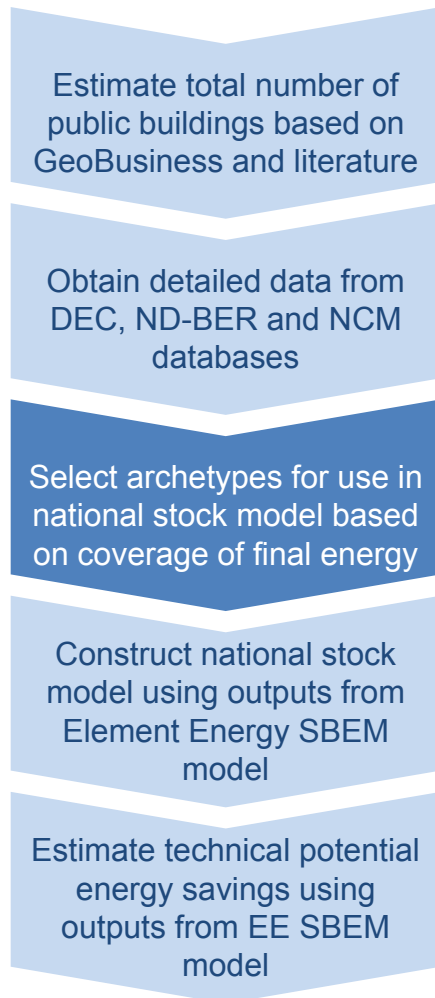 Estimate total number of
public buildings based on
GeoBusiness and literature
Obtain detailed data from
DEC, ND-BER and NCM
databases
Select archetypes for use in
national stock model based
on coverage of final energy
Construct national stock
model using outputs from
Element Energy SBEM
model
Estimate technical potential
energy savings using
outputs from EE SBEM
model